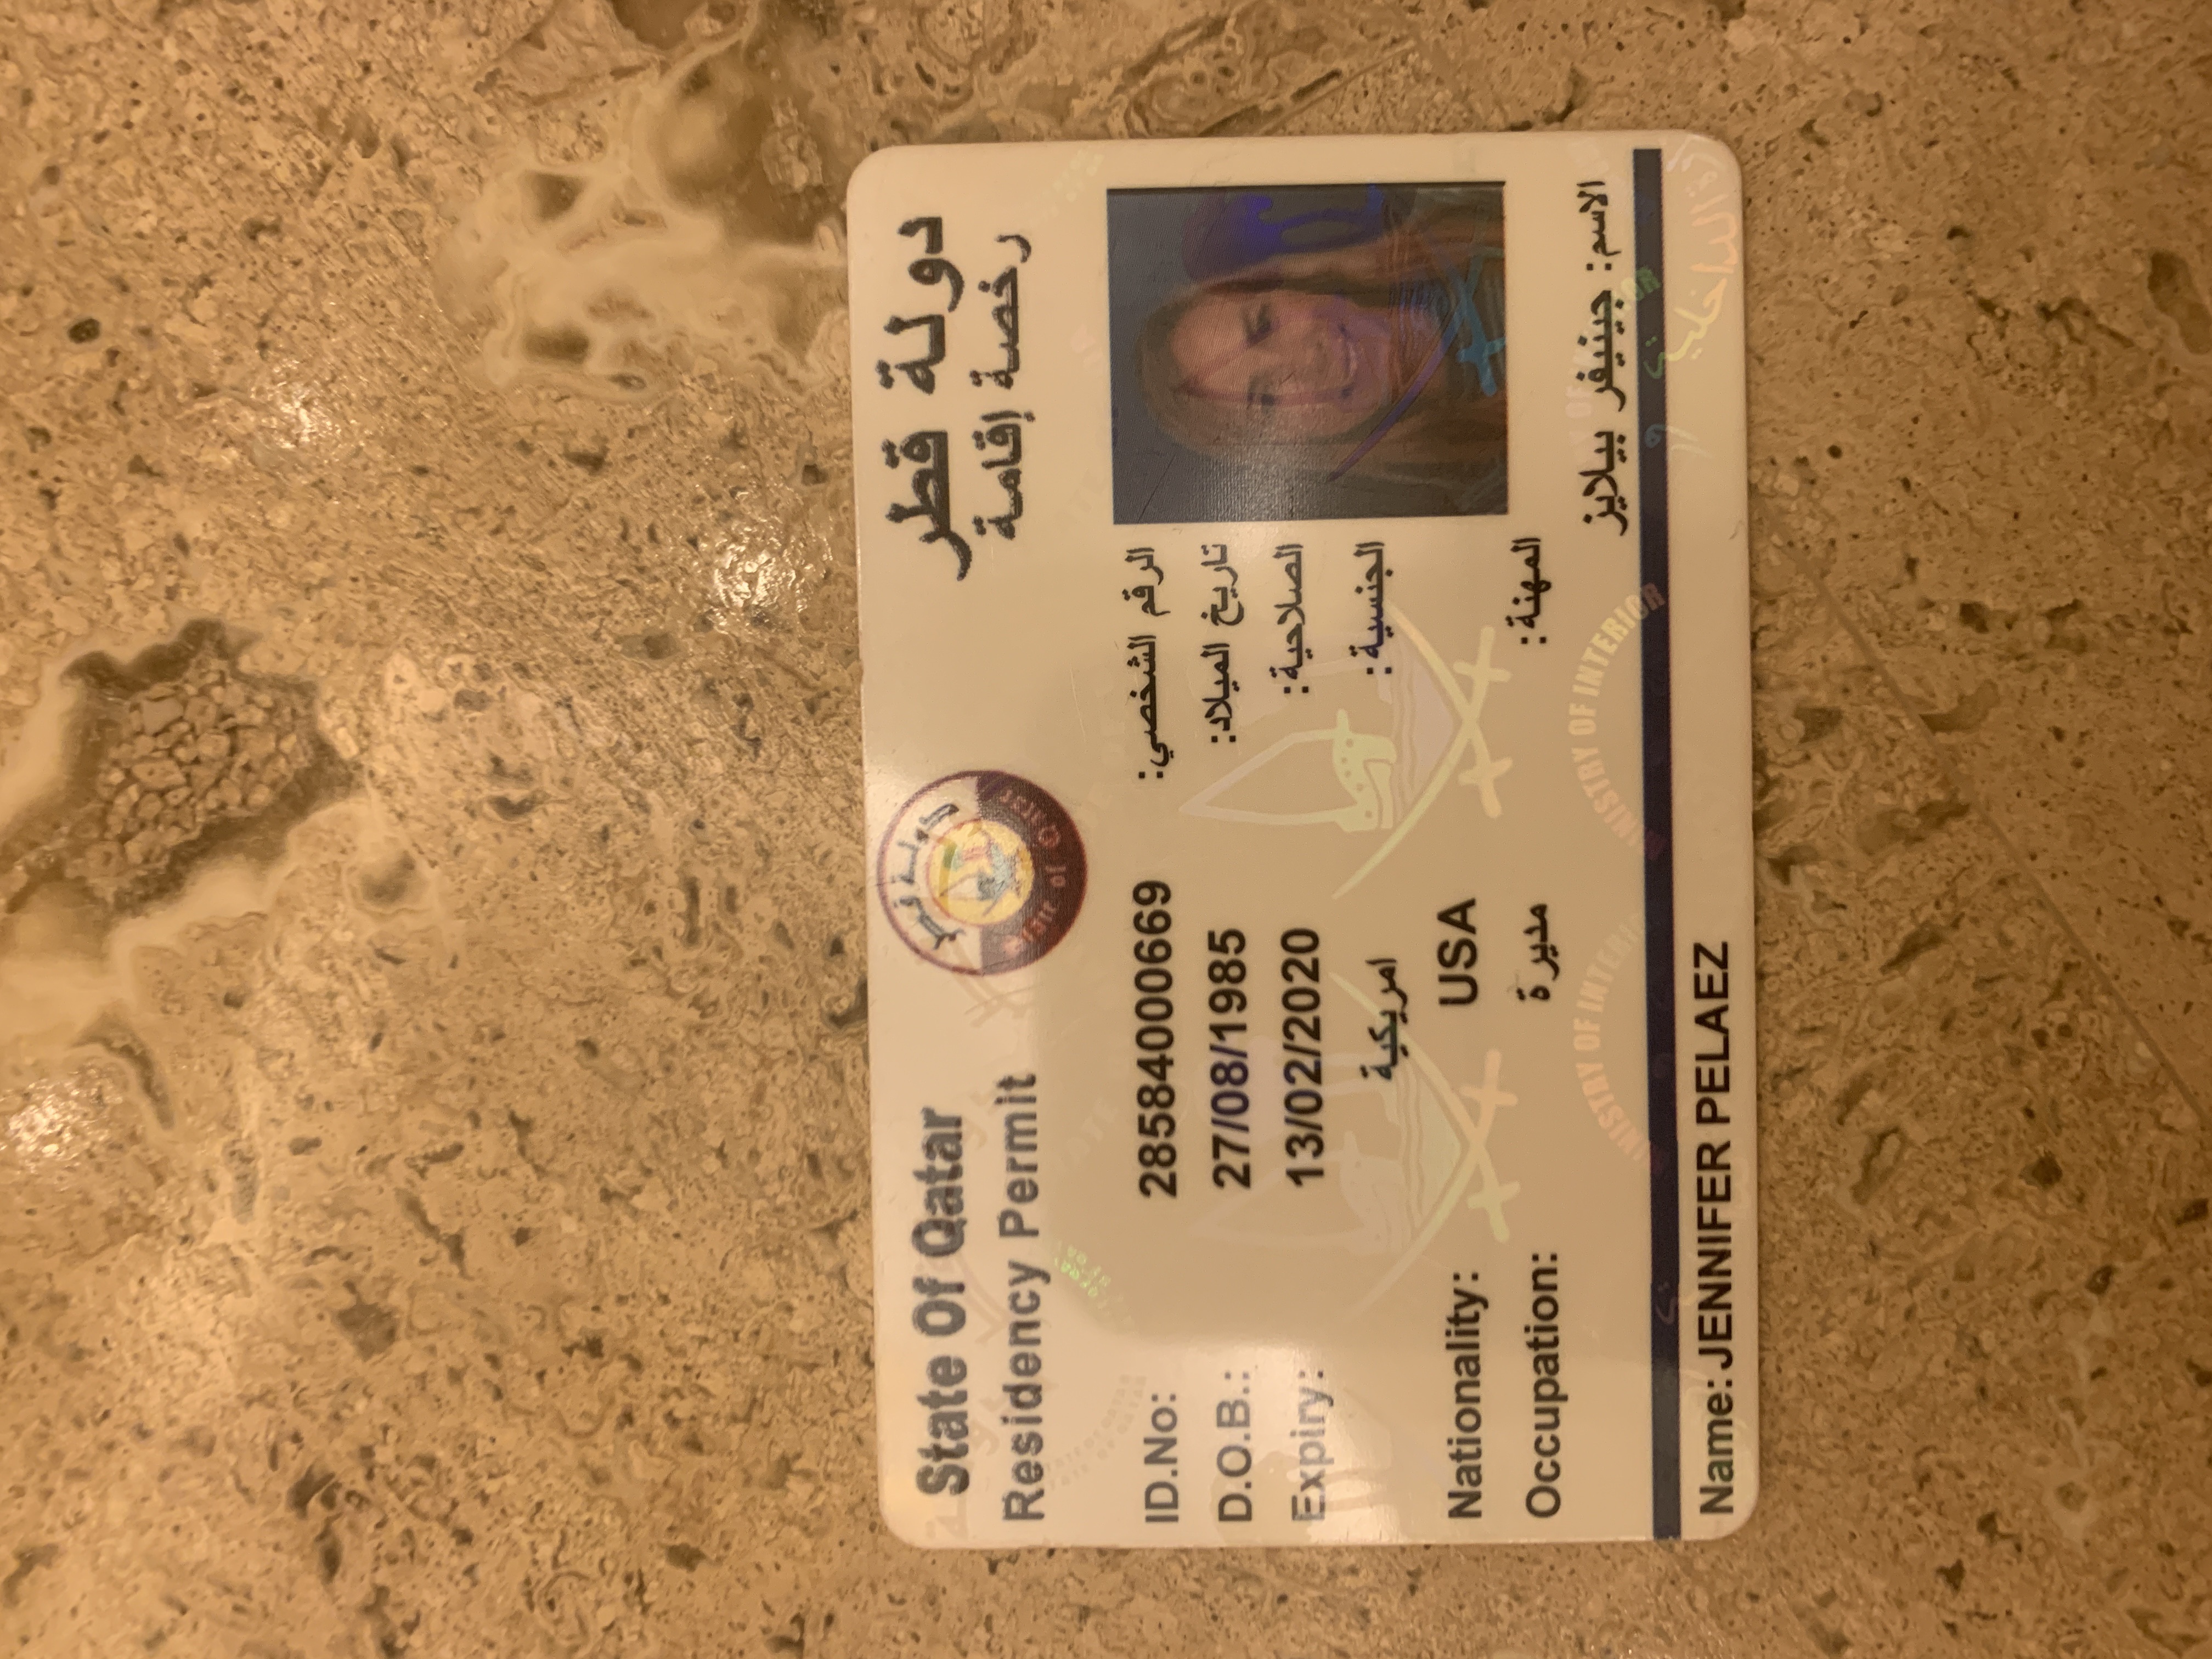 State Of Qatar
دولة قطر
Residency Permit
رخصة إقامة
دولة قطر
State of Qatar
ID.No: 28584000669 الرقم الشخصي:
D.O.B.: 27/08/1985 تاريخ الميلاد:
Expiry: 13/02/2020 الصلاحية:
امريكية الجنسية:
Nationality: USA
Occupation: مديرة المهنة:
الاسم: جينيفر بيلايز
MINISTRY OF INTERIOR
MINISTRY OF INTERIOR
Name: JENNIFER PELAEZ